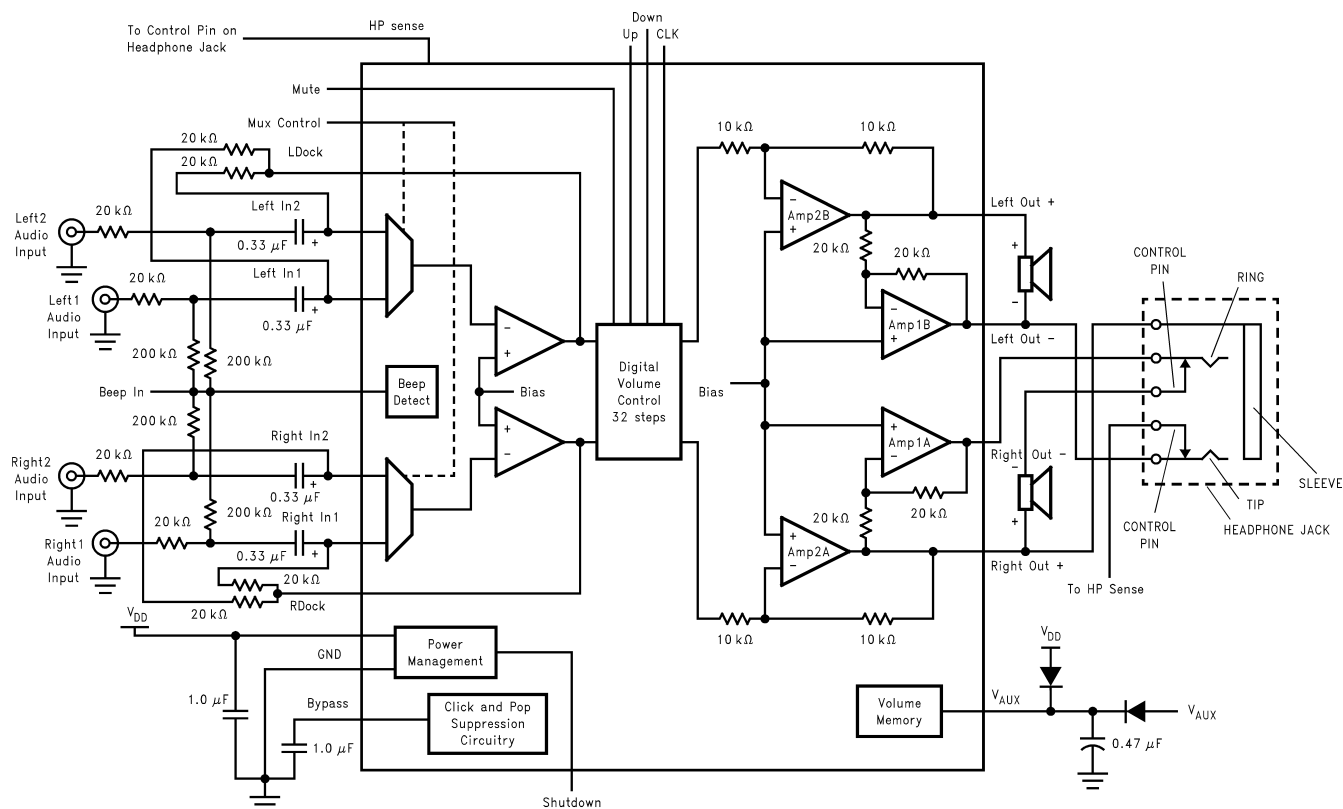 To Control Pin on
Headphone Jack
HP sense
Down
Up
CLK
Mute
Mux Control
20 kΩ
20 kΩ
LDock
10 kΩ
10 kΩ
Left In2
Left2
Audio
Input
20 kΩ
0.33 μF
+
−
+
Amp2B
Left Out +
20 kΩ
20 kΩ
+
−
CONTROL
PIN
RING
Left In1
Left1
Audio
Input
20 kΩ
0.33 μF
+
−
+
−
+
Amp1B
Left Out −
200 kΩ
200 kΩ
Beep In
200 kΩ
Beep
Detect
Bias
Digital
Volume
Control
32 steps
Bias
Right In2
Right2
Audio
Input
20 kΩ
0.33 μF
+
+
−
+
−
Amp1A
Right Out −
−
+
SLEEVE
TIP
HEADPHONE JACK
CONTROL
PIN
200 kΩ
Right In1
Right1
Audio
Input
20 kΩ
0.33 μF
+
20 kΩ
20 kΩ
+
−
Amp2A
Right Out +
To HP Sense
20 kΩ
20 kΩ
RDock
10 kΩ
10 kΩ
VDD
GND
Power
Management
VDD
1.0 μF
Bypass
Click and Pop
Suppression
Circuitry
1.0 μF
Volume
Memory
VAUX
VAUX
0.47 μF
Shutdown